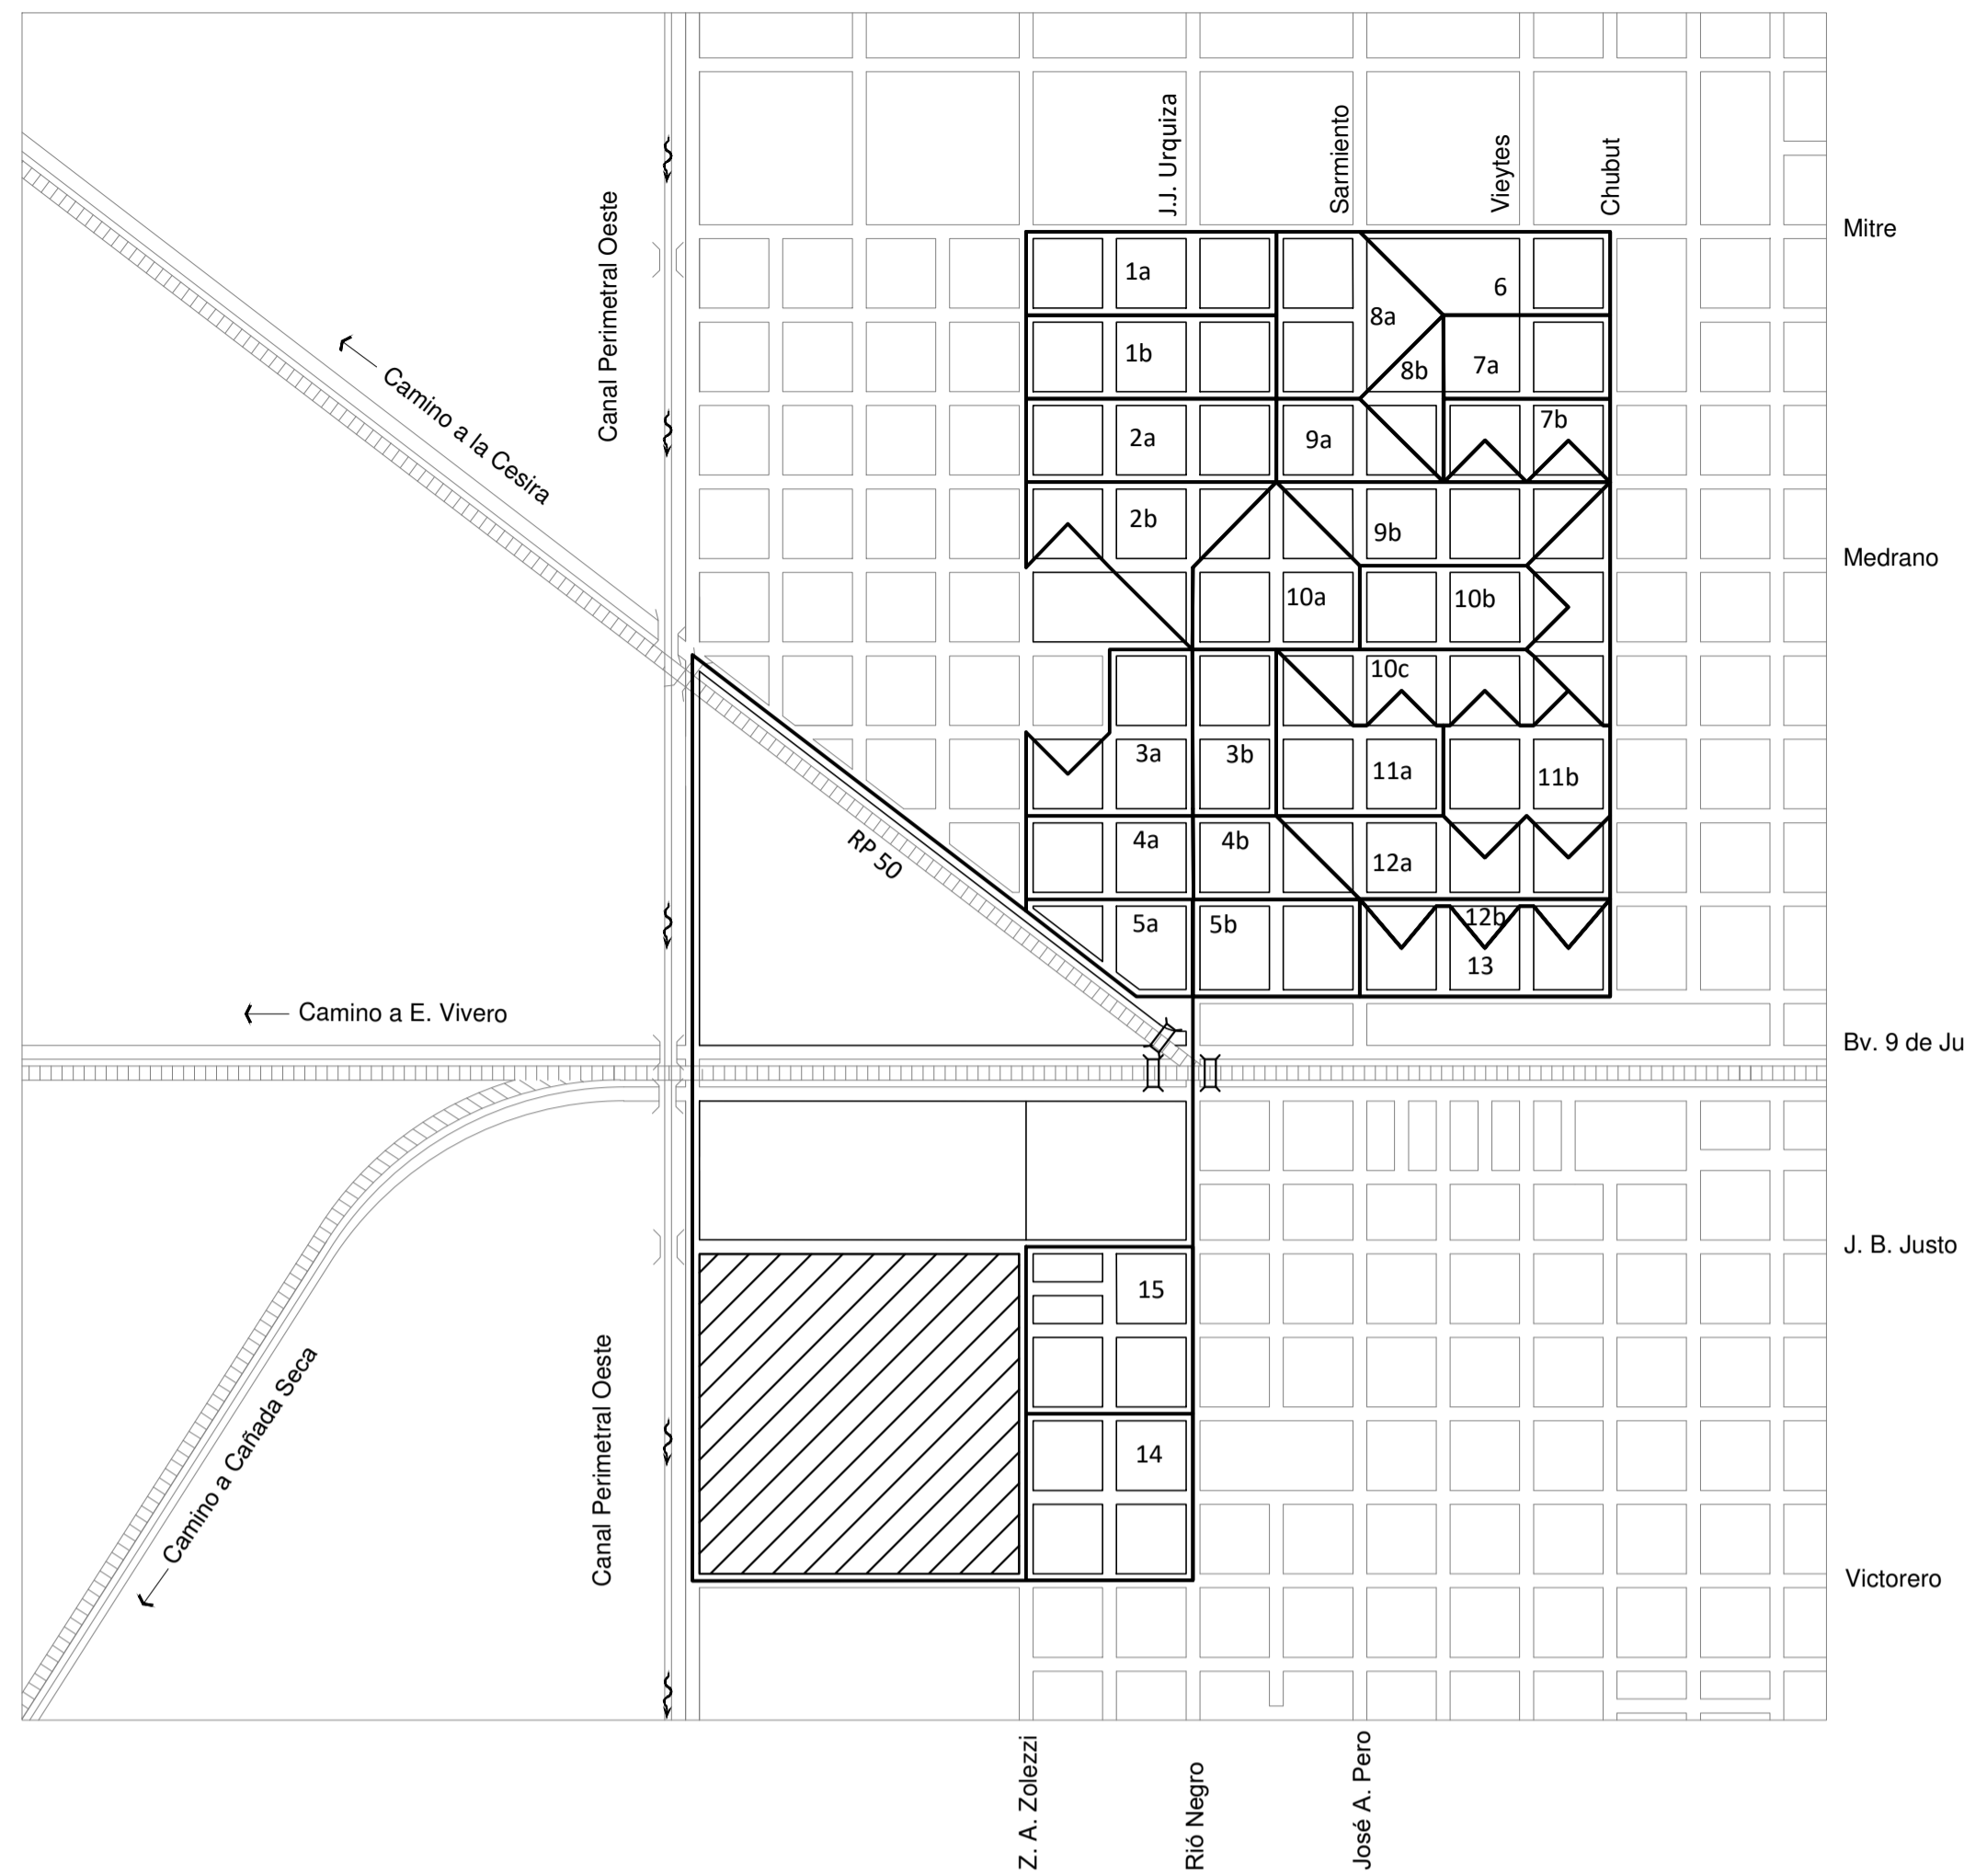 J.J. Urquiza
Sarmiento
Vieytes
Chubut
Mitre
Canal Perimetral Oeste
Camino a la Cesira
1a
6
8a
1b
8b
7a
2a
9a
7b
2b
9b
Medrano
10a
10b
10c
3a
3b
11a
11b
RP 50
4a
4b
12a
5a
5b
12b
13
Camino a E. Vivero
Bv. 9 de Ju
J. B. Justo
15
Canal Perimetral Oeste
Camino a Cañada Seca
14
Victorero
Z. A. Zolezzi
Rió Negro
José A. Pero